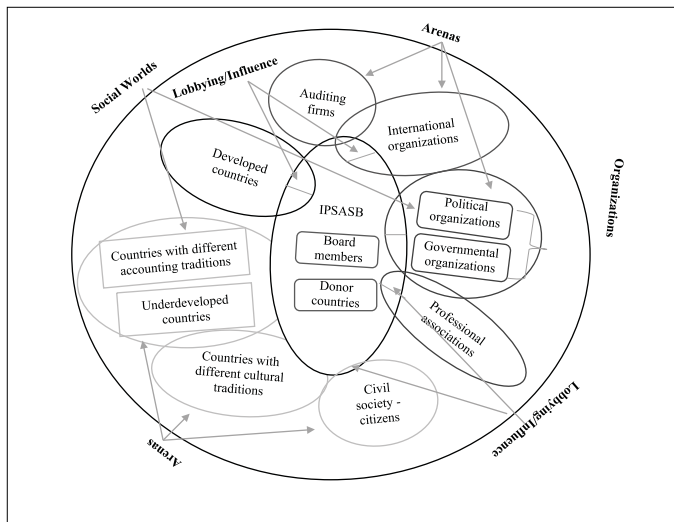 Arenas
Social Worlds
Lobbying/Influence
Auditing
firms
International
organizations
Developed
countries
Organizations
IPSASB
Political
organizations
Board
members
Governmental
organizations
Countries with different
accounting traditions
Donor
countries
Underdeveloped
countries
Professional
associations
Countries with
different cultural
traditions
Civil
society -
citizens
Lobbying/Influence
Arenas